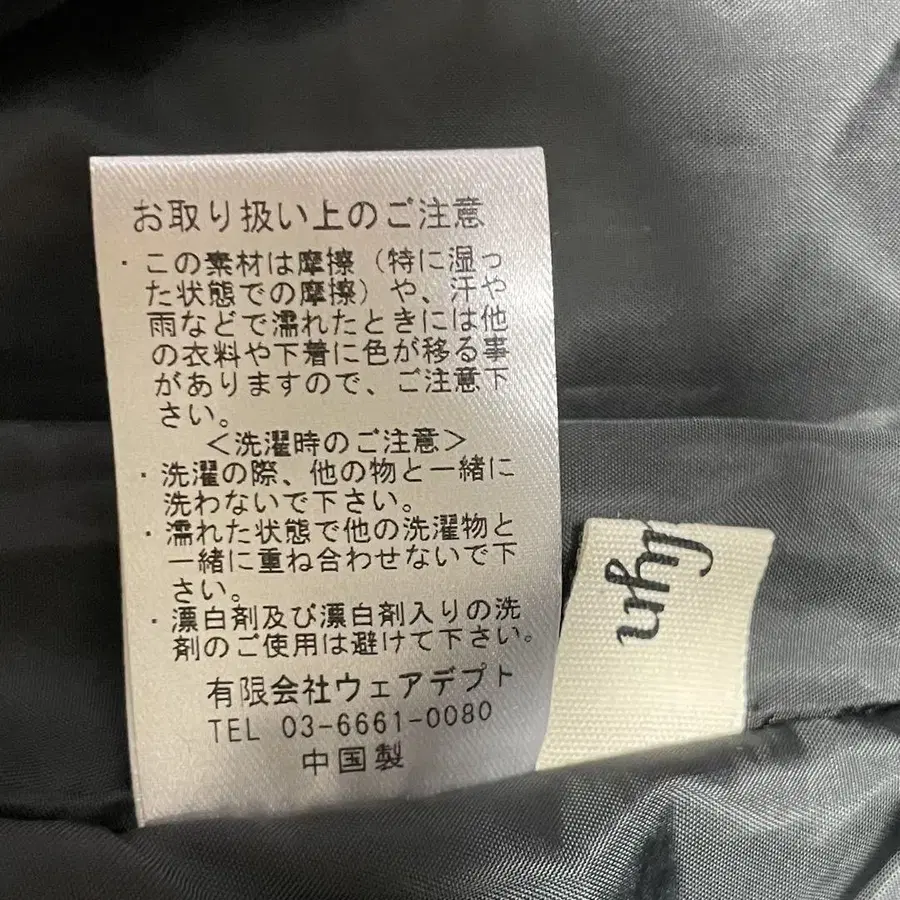 お取り扱い上のご注意
・この素材は摩擦（特に湿っ
た状態での摩擦）や、汗や
雨などで濡れたときには他
の衣料や下着に色が移る事
がありますので、ご注意下
さい。
＜洗濯時のご注意＞
・洗濯の際、他の物と一緒に
洗わないで下さい。
・濡れた状態で他の洗濯物と
一緒に重ね合わせないで下
さい。
・漂白剤及び漂白剤入りの洗
剤のご使用は避けて下さい。
有限会社ウェアデプト
TEL 03-6661-0080
中国製